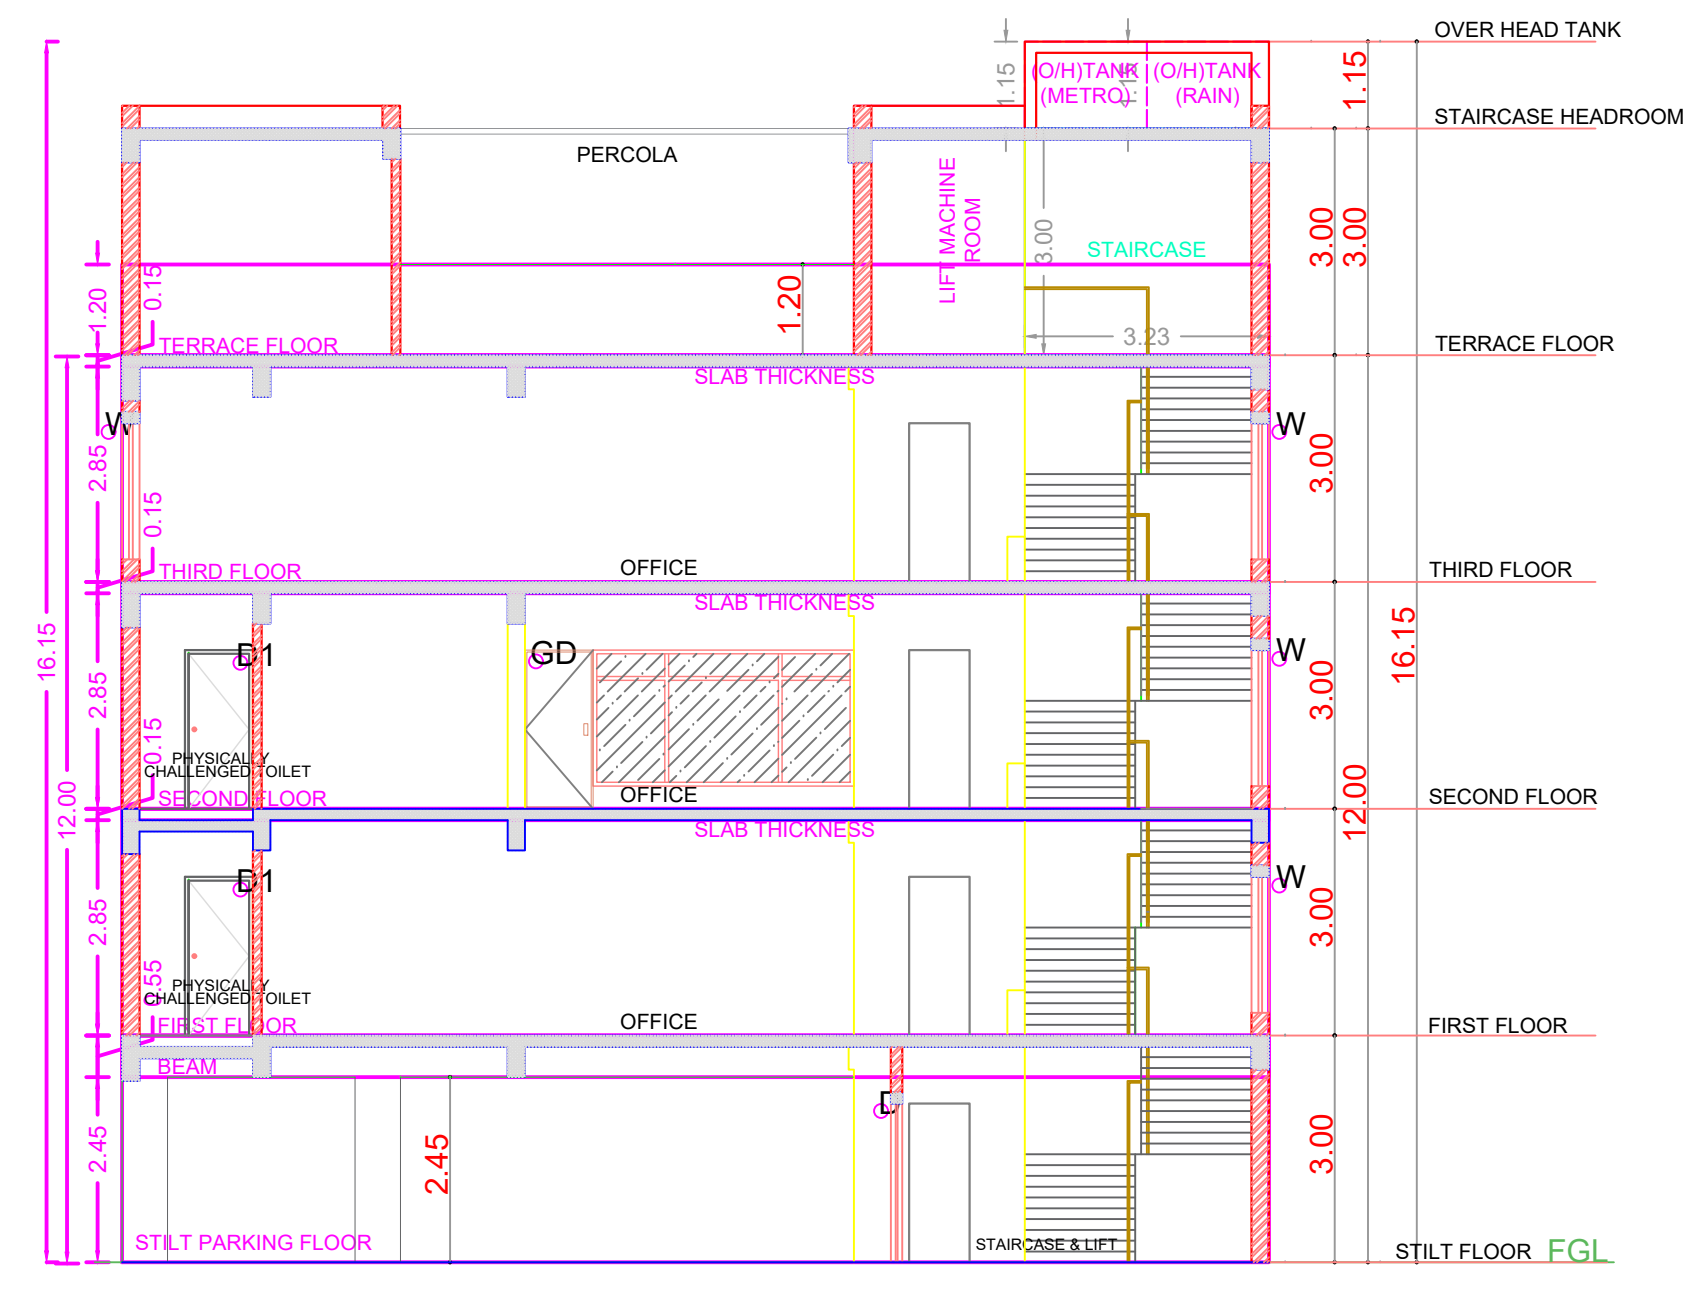 OVER HEAD TANK
1.15
1.15
(O/H)TANK
(METRO)
(O/H)TANK
(RAIN)
1.15
STAIRCASE HEADROOM
PERCOLA
LIFT MACHINE
ROOM
3.00
STAIRCASE
3.00
3.00
1.20
0.15
1.20
3.23
TERRACE FLOOR
TERRACE FLOOR
SLAB THICKNESS
W
W
2.85
0.15
3.00
THIRD FLOOR
OFFICE
THIRD FLOOR
SLAB THICKNESS
16.15
16.15
D1
GD
W
2.85
0.15
3.00
PHYSICALLY
CHALLENGED TOILET
SECOND FLOOR
OFFICE
SECOND FLOOR
12.00
12.00
SLAB THICKNESS
D1
W
2.85
0.55
3.00
PHYSICALLY
CHALLENGED TOILET
FIRST FLOOR
OFFICE
FIRST FLOOR
BEAM
D
2.45
2.45
3.00
STILT PARKING FLOOR
STAIRCASE & LIFT
STILT FLOOR
FGL